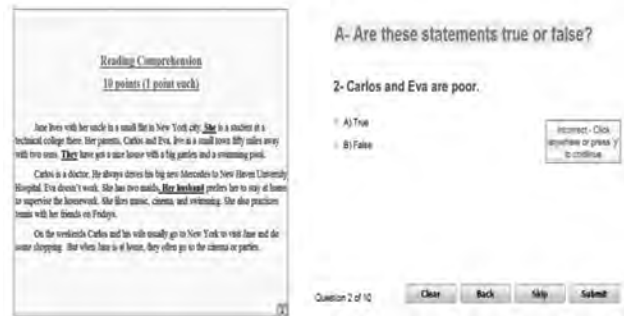 Reading Comprehension
10 points (1 point each)
Jane lives with her uncle in a small flat in New York city. She is a student at a
technical college there. Her parents, Carlos and Eva, live in a small town fifty miles away
with two sons. They have got a nice house with a big garden and a swimming pool.
Carlos is a doctor. He always drives his big new Mercedes to New Haven University
Hospital. Eva doesn't work. She has two maids. Her husband prefers her to stay at home
to supervise the housework. She likes music, cinema, and swimming. She also practices
tennis with her friends on Fridays.
On the weekends Carlos and his wife usually go to New York to visit Jane and do
some shopping. But when Jane is at home, they often go to the cinema or parties.
A- Are these statements true or false?
2- Carlos and Eva are poor.
A) True
B) False
Incorrect - Click
anywhere or press 'y'
to continue.
Question 2 of 10
Clear
Back
Skip
Submit